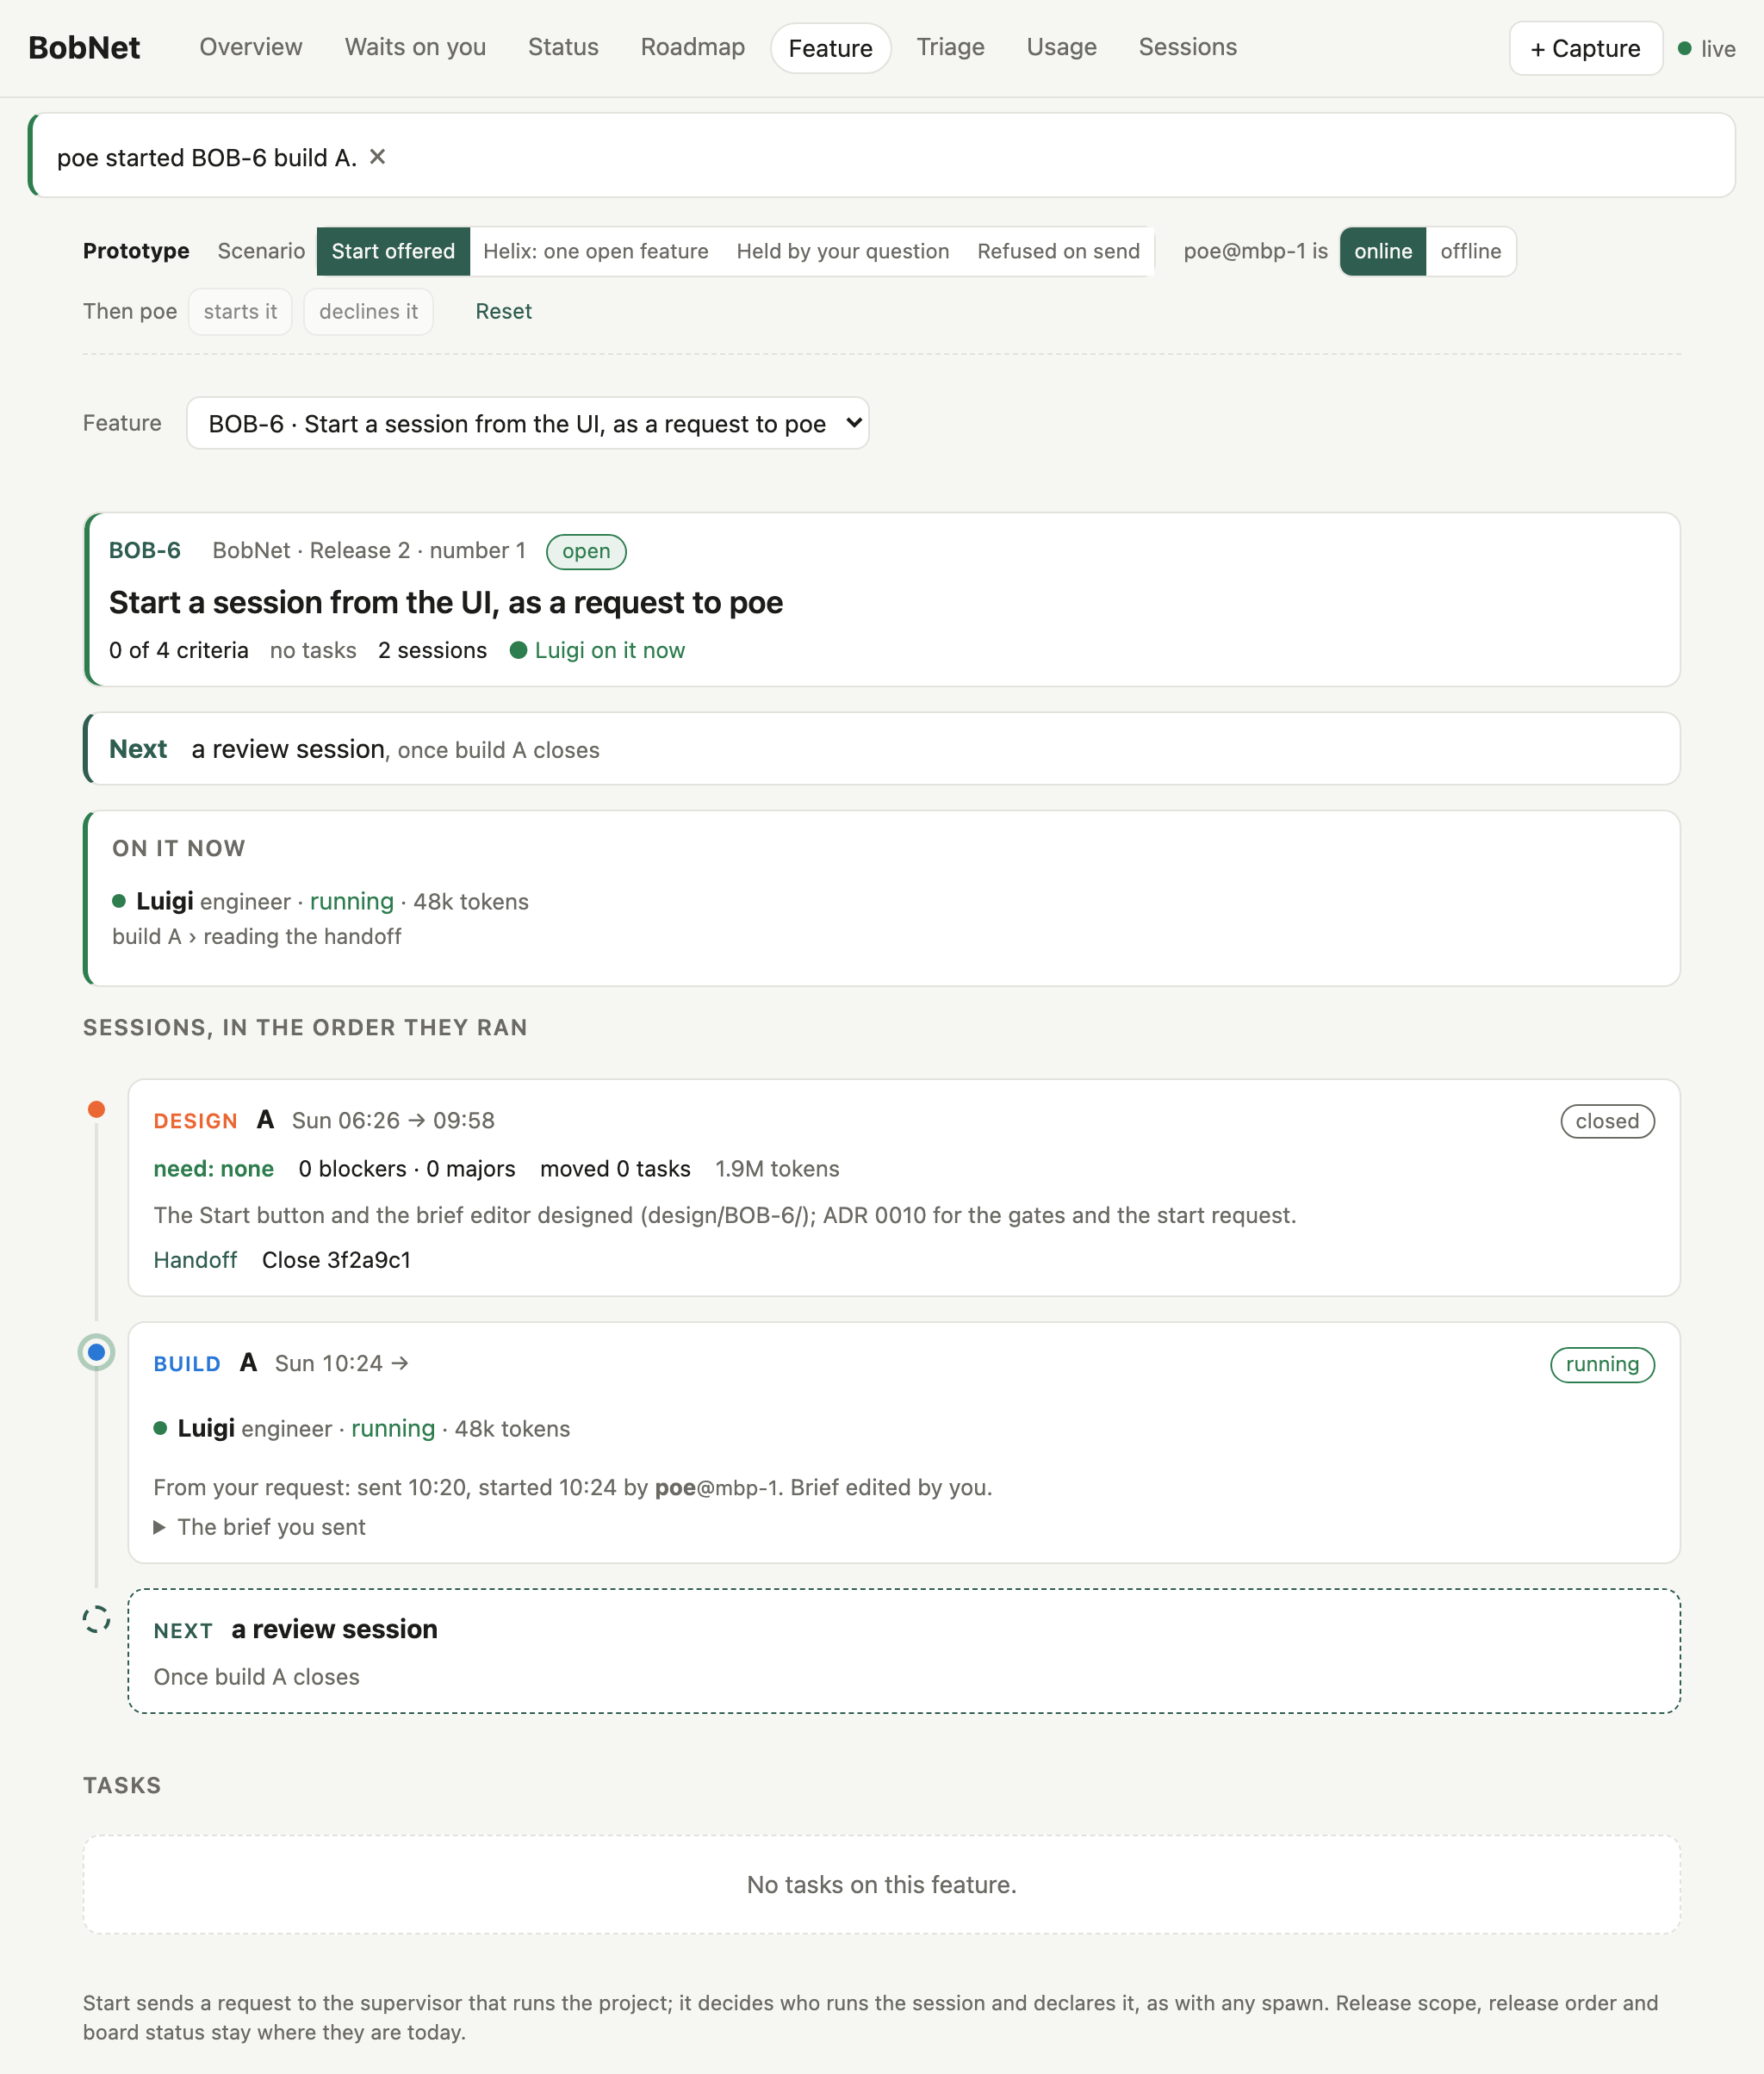 BobNet Overview Waits on you Status Roadmap Feature Triage Usage Sessions + Capture live
poe started BOB-6 build A. ✕
Prototype Scenario Start offered Helix: one open feature Held by your question Refused on send poe@mbp-1 is online offline
Then poe starts it declines it Reset
Feature BOB-6 · Start a session from the UI, as a request to poe
BOB-6 BobNet · Release 2 · number 1 open
Start a session from the UI, as a request to poe
0 of 4 criteria no tasks 2 sessions Luigi on it now
Next a review session, once build A closes
ON IT NOW
Luigi engineer · running · 48k tokens
build A › reading the handoff
SESSIONS, IN THE ORDER THEY RAN
DESIGN A Sun 06:26 → 09:58 closed
need: none 0 blockers · 0 majors moved 0 tasks 1.9M tokens
The Start button and the brief editor designed (design/BOB-6/); ADR 0010 for the gates and the start request.
Handoff Close 3f2a9c1
BUILD A Sun 10:24 → running
Luigi engineer · running · 48k tokens
From your request: sent 10:20, started 10:24 by poe@mbp-1. Brief edited by you.
▶ The brief you sent
NEXT a review session
Once build A closes
TASKS
No tasks on this feature.
Start sends a request to the supervisor that runs the project; it decides who runs the session and declares it, as with any spawn. Release scope, release order and
board status stay where they are today.